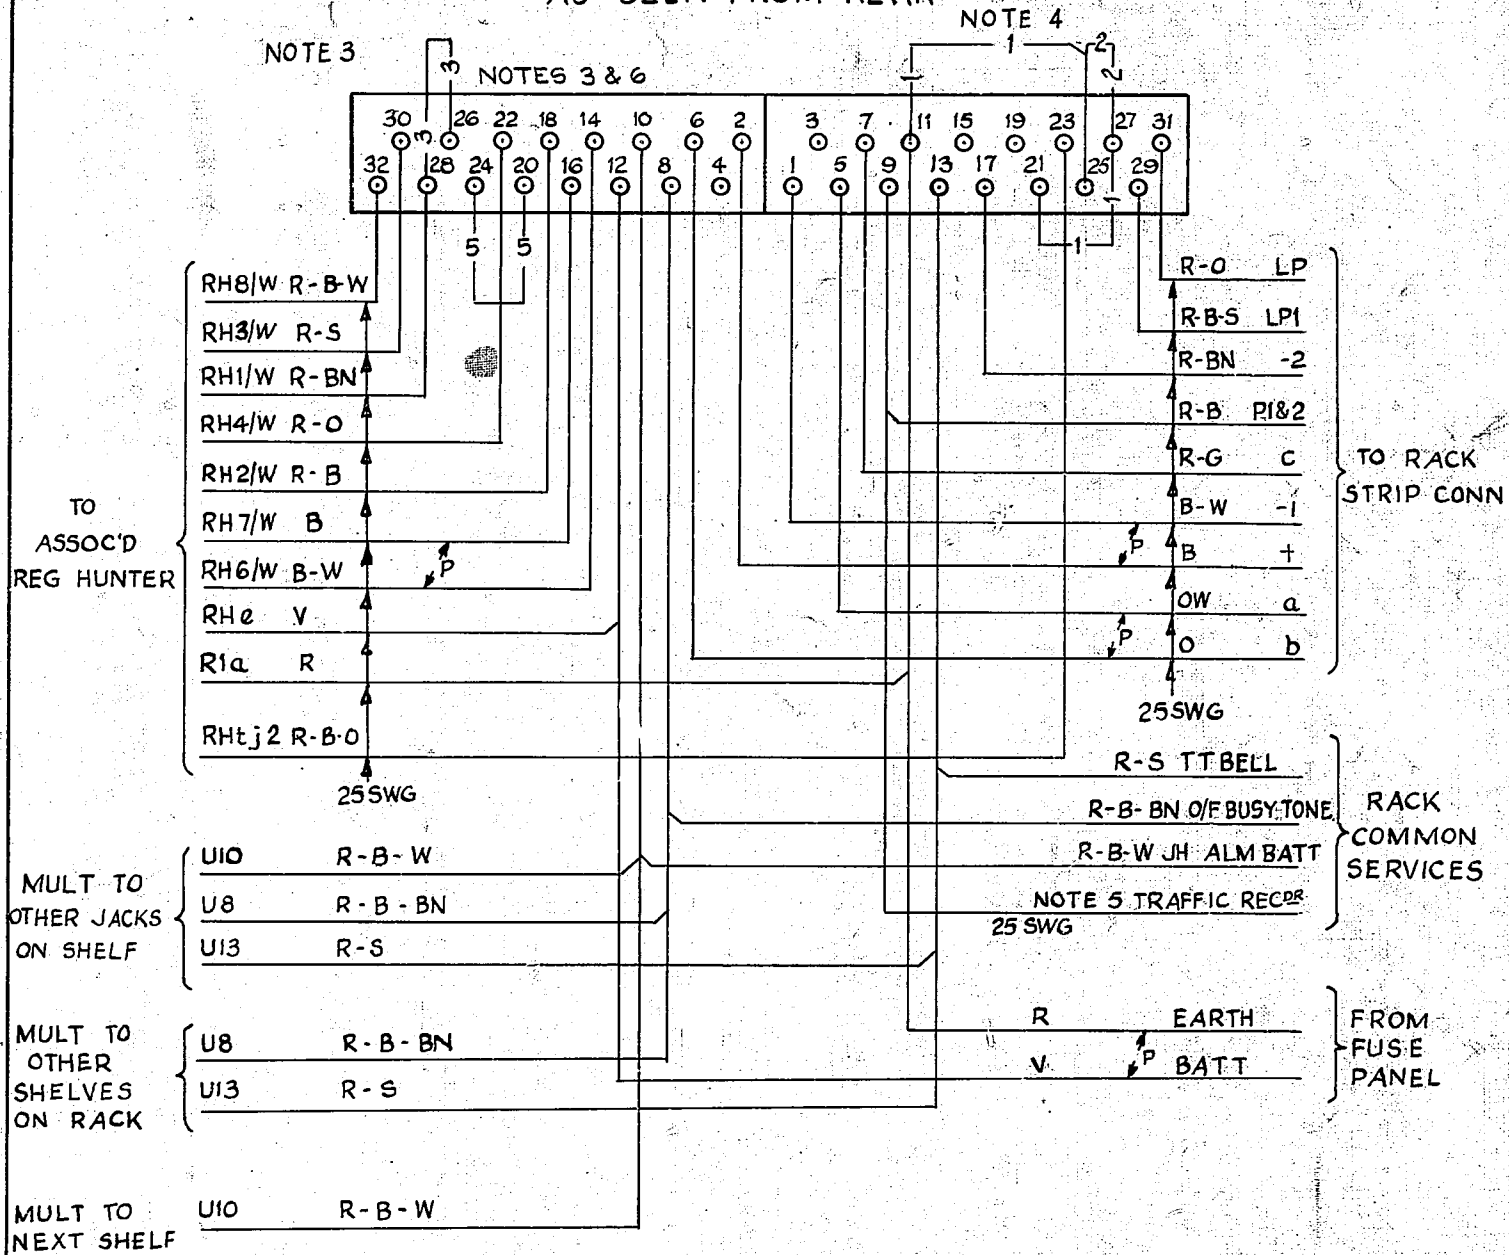 NOTE 4
NOTE 3
1
2
3
NOTES 3 & 6
1
2
30 3 26 22 18 14 10 6 2 3 7 11 15 19 23 27 31
32 28 24 20 16 12 8 4 1 5 9 13 17 21 25 29
1
5 5
1
RH8/W R-B-W
RH3/W R-S
RH1/W R-BN
RH4/W R-O
RH2/W R-B
RH7/W B
RH6/W B-W
P
RHe V
R1a R
RHtj2 R-B-O
25SWG
TO
ASSOC'D
REG HUNTER
R-O LP
R-B-S LP1
R-BN -2
R-B P.1&2
R-G C
B-W -1
P
B +
OW a
P
O b
25SWG
TO RACK
STRIP CONN
R-S TT BELL
R-B-BN O/F BUSY TONE
R-B-W JH ALM BATT
NOTE 5 TRAFFIC RECDR
25 SWG
RACK
COMMON
SERVICES
MULT TO
OTHER JACKS
ON SHELF
U10 R-B-W
U8 R-B-BN
U13 R-S
MULT TO
OTHER
SHELVES
ON RACK
U8 R-B-BN
U13 R-S
R EARTH
P
V BATT
FROM
FUSE
PANEL
MULT TO
NEXT SHELF
U10 R-B-W